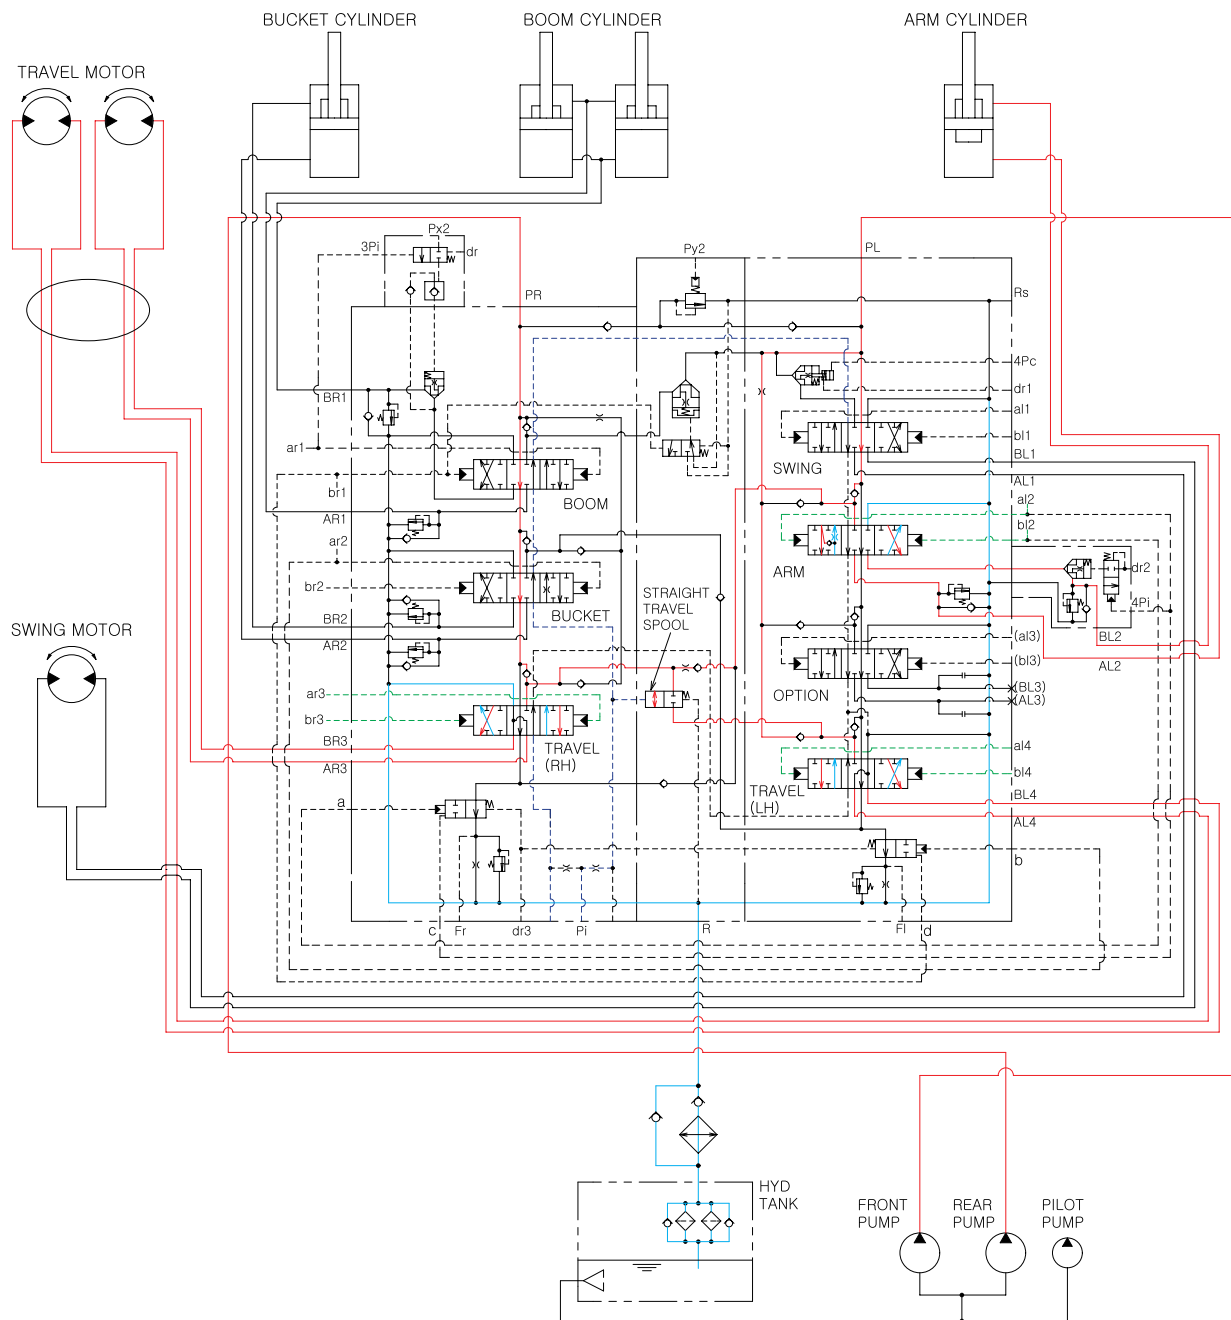 BUCKET CYLINDER
BOOM CYLINDER
ARM CYLINDER
TRAVEL MOTOR
Px2
3Pi
dr
Py2
PL
PR
Rs
4Pc
dr1
BR1
al1
bl1
BL1
ar1
SWING
AL1
br1
BOOM
al2
AR1
bl2
ar2
ARM
dr2
br2
BUCKET
STRAIGHT
TRAVEL
SPOOL
4Pi
BR2
SWING MOTOR
BL2
(al3)
AR2
AL2
(bl3)
ar3
OPTION
(BL3)
(AL3)
br3
BR3
TRAVEL
(RH)
al4
AR3
bl4
TRAVEL
(LH)
a
BL4
AL4
b
c
Fr
dr3
Pi
R
Fl
d
HYD
TANK
FRONT
PUMP
REAR
PUMP
PILOT
PUMP